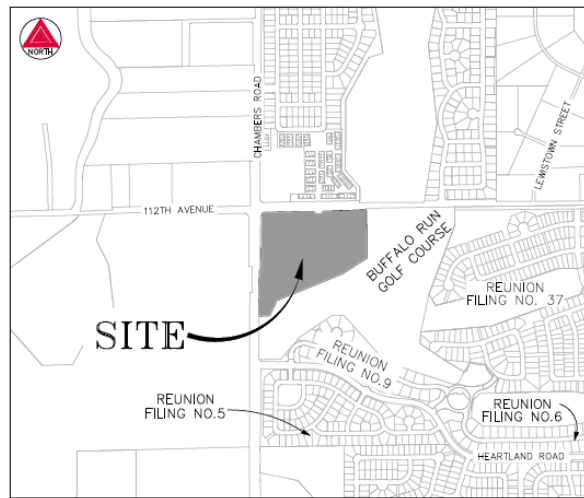 NORTH
CHAMBERS ROAD
LEWISTOWN STREET
112TH AVENUE
BUFFALO RUN
GOLF COURSE
REUNION
FILING NO. 37
SITE
REUNION
FILING NO.9
REUNION
FILING NO.5
REUNION
FILING NO.6
HEARTLAND ROAD